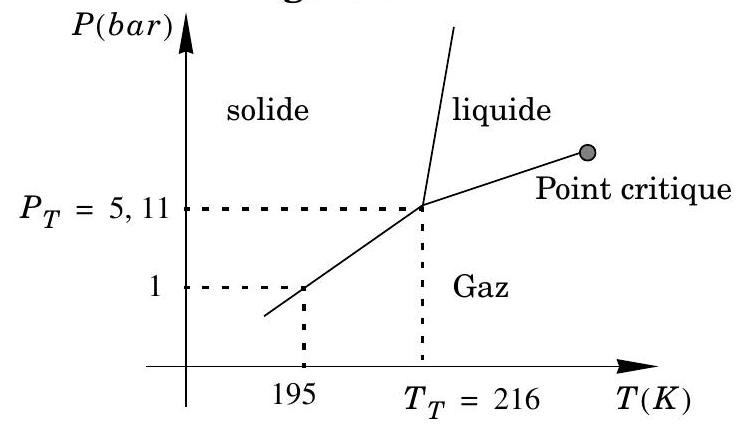 P(bar)
solide
liquide
Point critique
P_T = 5, 11
1
Gaz
195
T_T = 216
T(K)